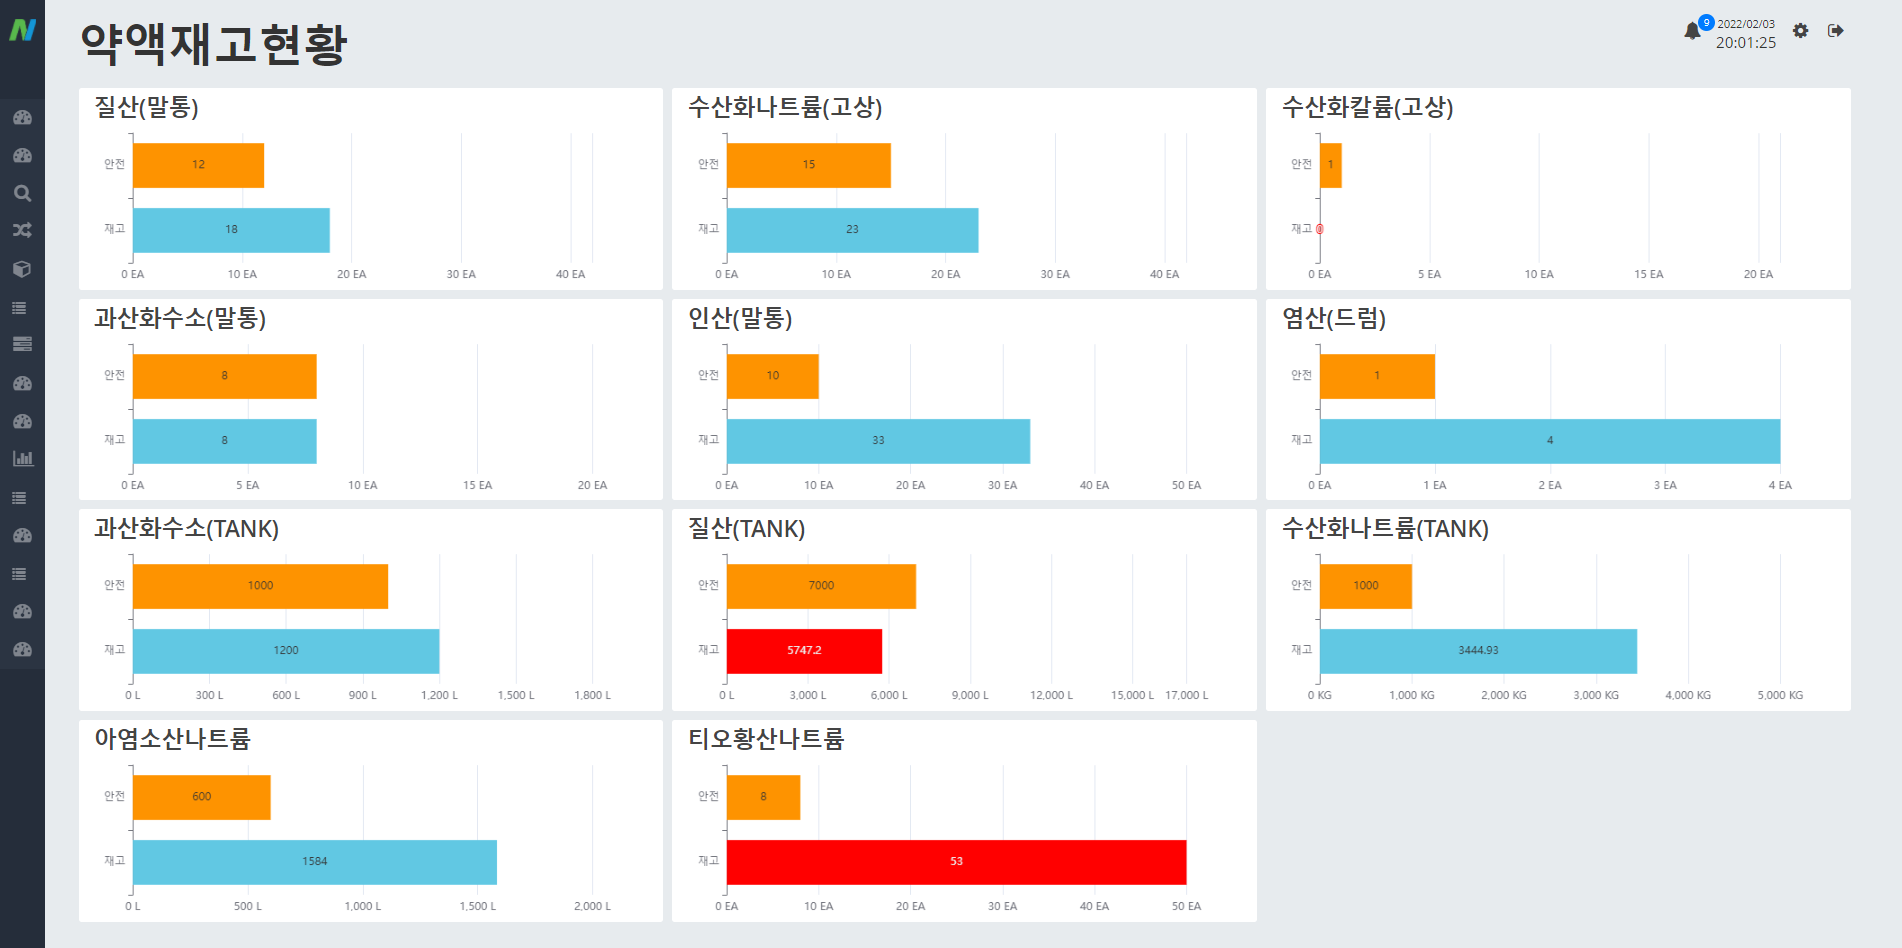 약액재고현황
9
2022/02/03
20:01:25
질산(말통)
안전
12
재고
18
0 EA
10 EA
20 EA
30 EA
40 EA
수산화나트륨(고상)
안전
15
재고
23
0 EA
10 EA
20 EA
30 EA
40 EA
수산화칼륨(고상)
안전
1
재고
0
0 EA
5 EA
10 EA
15 EA
20 EA
과산화수소(말통)
안전
8
재고
8
0 EA
5 EA
10 EA
15 EA
20 EA
인산(말통)
안전
10
재고
33
0 EA
10 EA
20 EA
30 EA
40 EA
50 EA
염산(드럼)
안전
1
재고
4
0 EA
1 EA
2 EA
3 EA
4 EA
과산화수소(TANK)
안전
1000
재고
1200
0 L
300 L
600 L
900 L
1,200 L
1,500 L
1,800 L
질산(TANK)
안전
7000
재고
5747.2
0 L
3,000 L
6,000 L
9,000 L
12,000 L
15,000 L
17,000 L
수산화나트륨(TANK)
안전
1000
재고
3444.93
0 KG
1,000 KG
2,000 KG
3,000 KG
4,000 KG
5,000 KG
아염소산나트륨
안전
600
재고
1584
0 L
500 L
1,000 L
1,500 L
2,000 L
티오황산나트륨
안전
8
재고
53
0 EA
10 EA
20 EA
30 EA
40 EA
50 EA